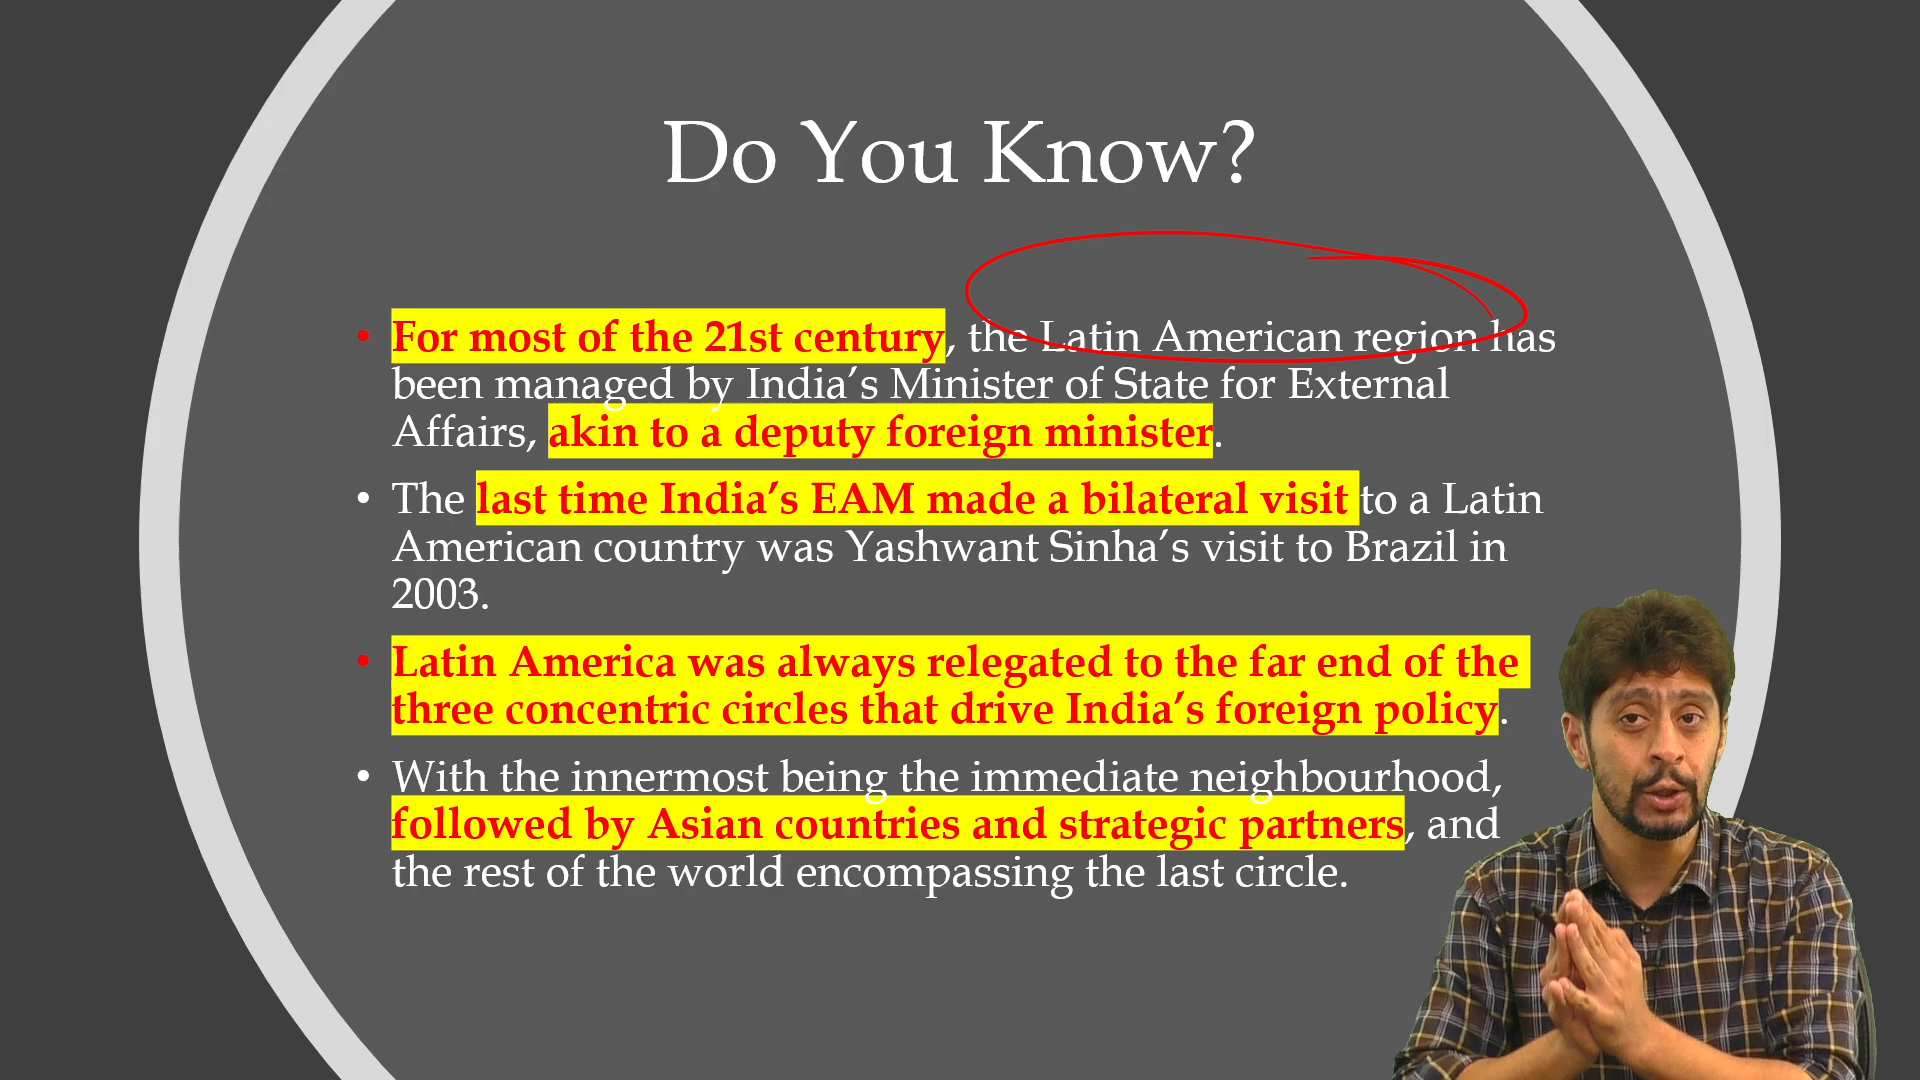 Do You Know?
• For most of the 21st century, the Latin American region has
been managed by India’s Minister of State for External
Affairs, akin to a deputy foreign minister.
• The last time India’s EAM made a bilateral visit to a Latin
American country was Yashwant Sinha’s visit to Brazil in
2003.
• Latin America was always relegated to the far end of the
three concentric circles that drive India’s foreign policy.
• With the innermost being the immediate neighbourhood,
followed by Asian countries and strategic partners, and
the rest of the world encompassing the last circle.